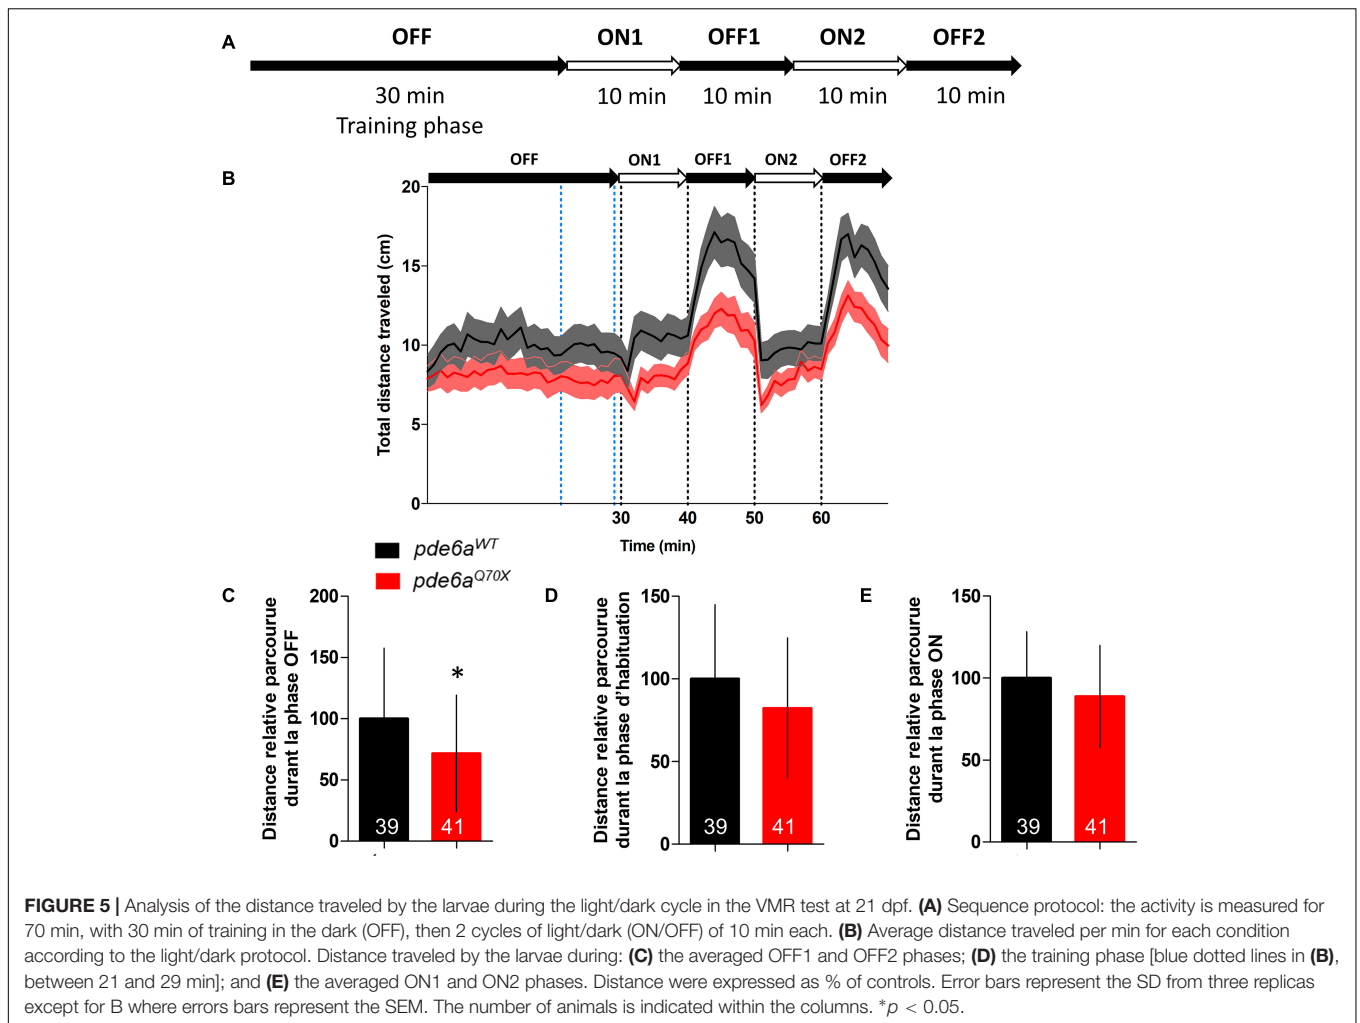 A
OFF ON1 OFF1 ON2 OFF2
30 min 10 min 10 min 10 min 10 min
Training phase
B
OFF ON1 OFF1 ON2 OFF2
Total distance traveled (cm)
20
15
10
5
0
30 40 50 60
Time (min)
pde6aWT
pde6aQ70X
C
Distance relative parcourue
durant la phase OFF
200
150
100
50
0
*
39 41
D
Distance relative parcourue
durant la phase d'habituation
150
100
50
0
39 41
E
Distance relative parcourue
durant la phase ON
150
100
50
0
39 41
FIGURE 5 | Analysis of the distance traveled by the larvae during the light/dark cycle in the VMR test at 21 dpf. (A) Sequence protocol: the activity is measured for
70 min, with 30 min of training in the dark (OFF), then 2 cycles of light/dark (ON/OFF) of 10 min each. (B) Average distance traveled per min for each condition
according to the light/dark protocol. Distance traveled by the larvae during: (C) the averaged OFF1 and OFF2 phases; (D) the training phase [blue dotted lines in (B),
between 21 and 29 min]; and (E) the averaged ON1 and ON2 phases. Distance were expressed as % of controls. Error bars represent the SD from three replicas
except for B where errors bars represent the SEM. The number of animals is indicated within the columns. *p < 0.05.